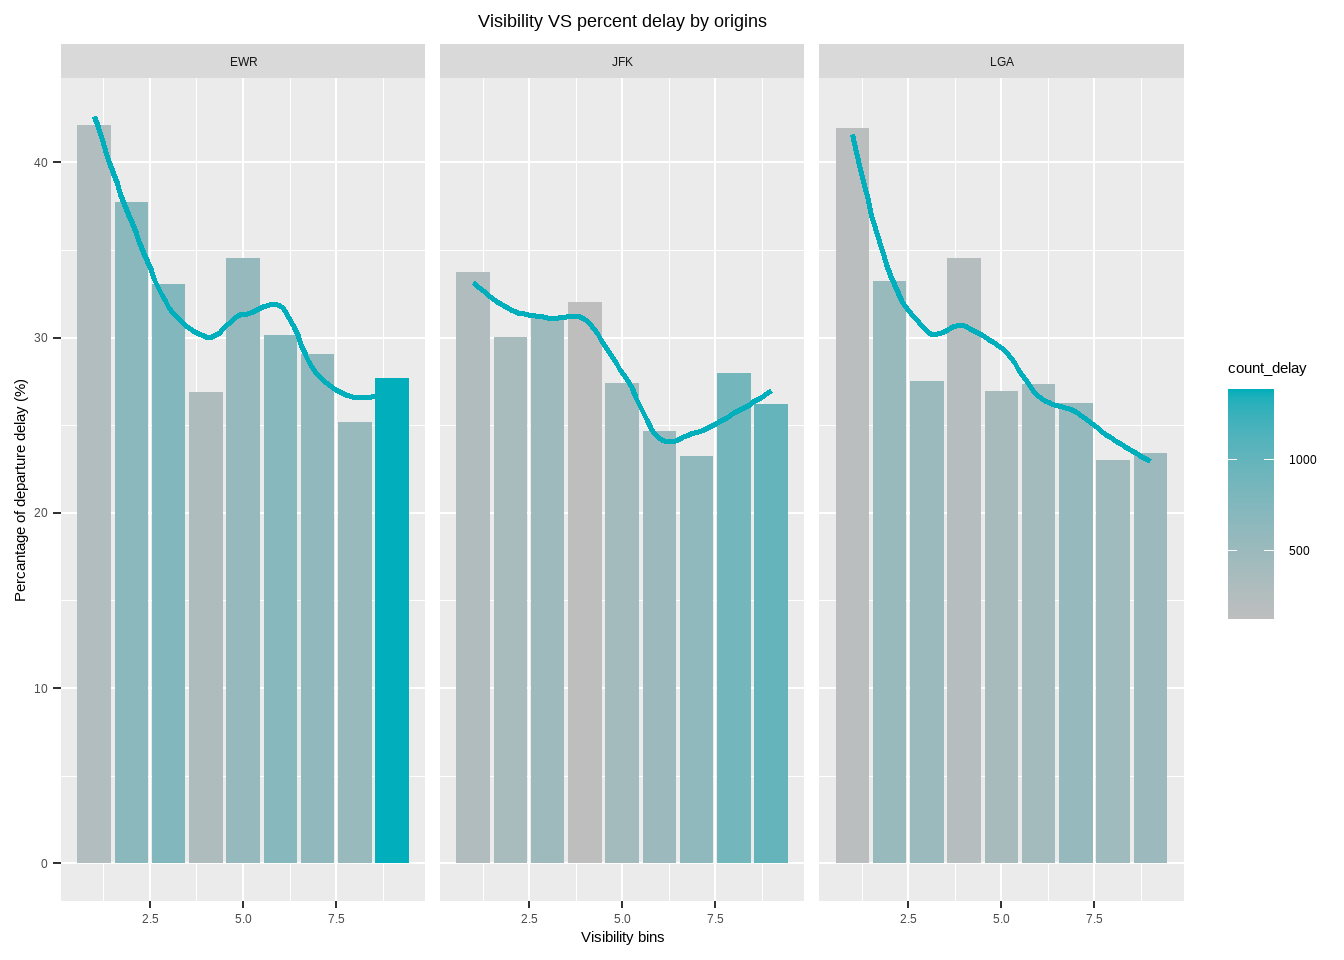 Visibility VS percent delay by origins
EWR
JFK
LGA
40
30
20
10
0
Percantage of departure delay (%)
2.5 5.0 7.5
2.5 5.0 7.5
2.5 5.0 7.5
Visibility bins
count_delay
1000
500